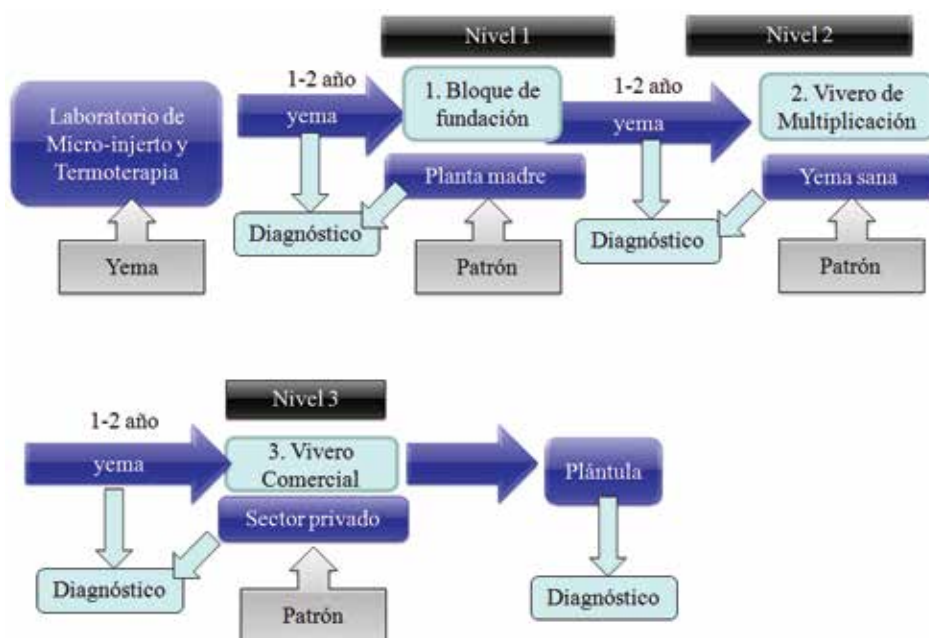 Nivel 1
Nivel 2
1-2 año
1. Bloque de
fundación
1-2 año
2. Vivero de
Multiplicación
Laboratorio de
Micro-injerto y
Termoterapia
yema
yema
Planta madre
Yema sana
Diagnóstico
Diagnóstico
Yema
Patrón
Patrón
Nivel 3
1-2 año
yema
3. Vivero
Comercial
Plántula
Sector privado
Diagnóstico
Patrón
Diagnóstico